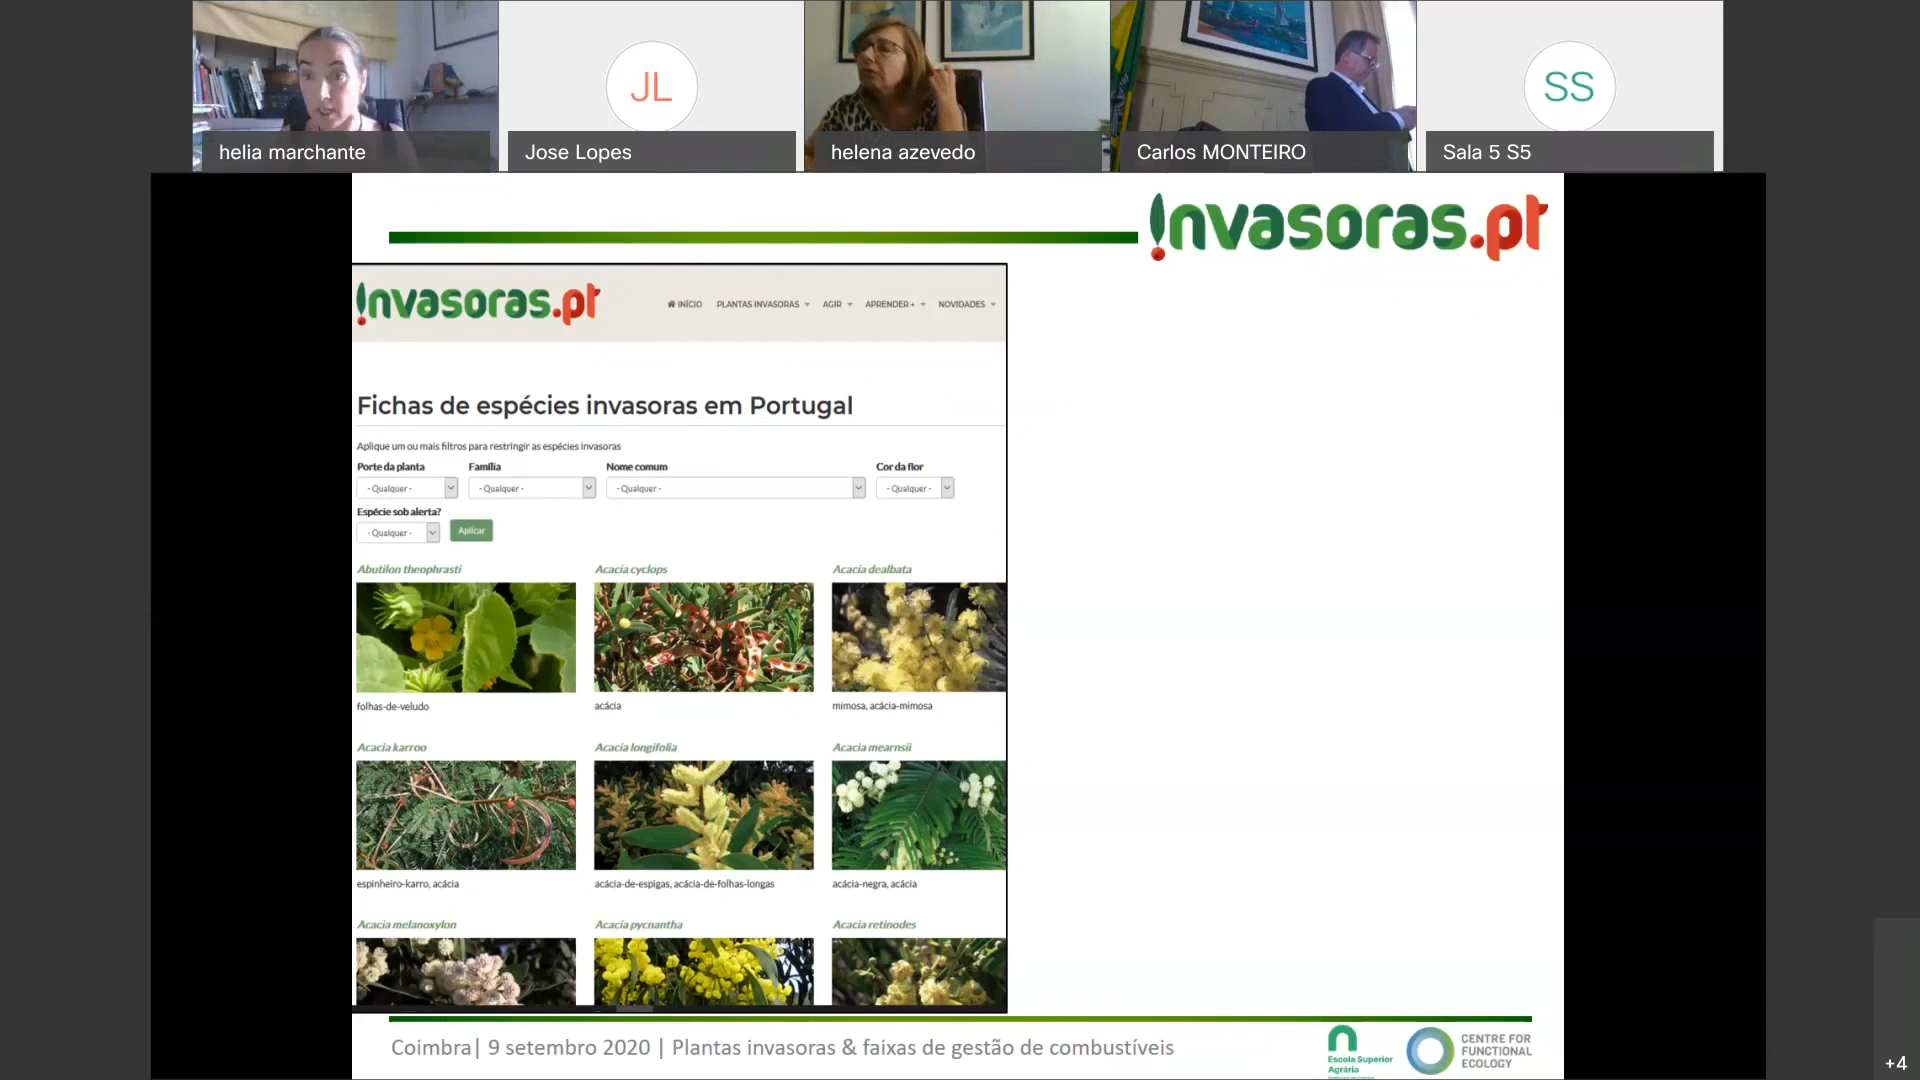 JL
SS
helia marchante
Jose Lopes
helena azevedo
Carlos MONTEIRO
Sala 5 S5
invasoras.pt
invasoras.pt
INÍCIO PLANTAS INVASORAS AGIR APRENDER + NOVIDADES
Fichas de espécies invasoras em Portugal
Aplique um ou mais filtros para restringir as espécies invasoras
Porte da planta Família Nome comum Cor da flor
- Qualquer - - Qualquer - - Qualquer - - Qualquer -
Espécie sob alerta?
- Qualquer - Aplicar
Abutilon theophrasti Acacia cyclops Acacia dealbata
folhas-de-veludo acácia mimosa, acácia-mimosa
Acacia karroo Acacia longifolia Acacia mearnsii
espinheiro-karro, acácia acácia-de-espigas, acácia-de-folhas-longas acácia-negra, acácia
Acacia melanoxylon Acacia pycnantha Acacia retinodes
Coimbra| 9 setembro 2020 | Plantas invasoras & faixas de gestão de combustíveis
Escola Superior
Agrária
CENTRE FOR
FUNCTIONAL
ECOLOGY
+4